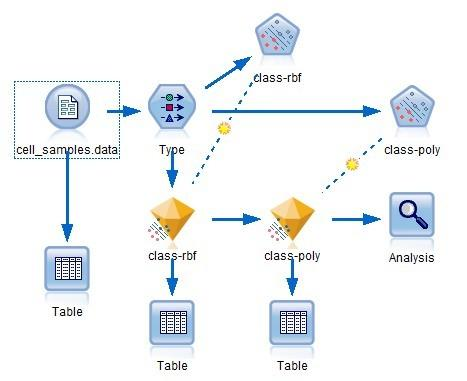 class-rbf
cell_samples.data
Type
class-poly
class-rbf
class-poly
Analysis
Table
Table
Table